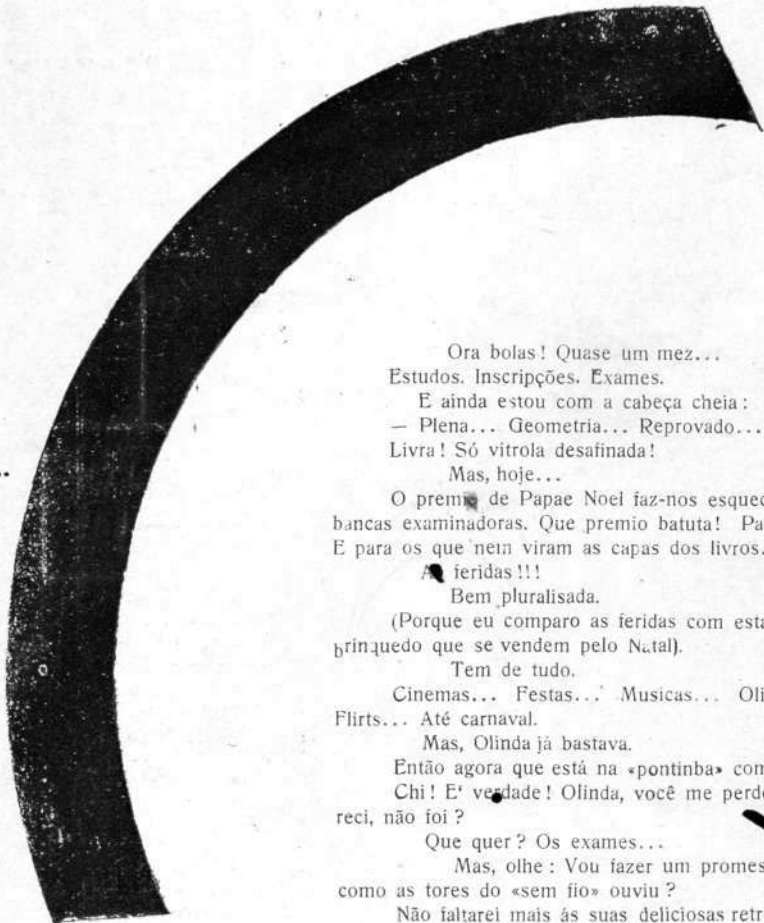 Ora bolas! Quase um mez...
Estudos. Inscripções. Exames.
E ainda estou com a cabeça cheia:
— Plena... Geometria... Reprovado...
Livra! Só vitrola desafinada!
Mas, hoje...
O premio de Papae Noel faz-nos esquec
bancas examinadoras. Que premio batuta! Pa
E para os que nem viram as capas dos livros.
feridas!!!
Bem pluralisada.
(Porque eu comparo as feridas com esta
brinquedo que se vendem pelo Natal).
Tem de tudo.
Cinemas... Festas... Musicas... Oli
Flirts... Até carnaval.
Mas, Olinda já bastava.
Então agora que está na «pontinba» com
Chi! E' verdade! Olinda, você me perdo
reci, não foi?
Que quer? Os exames...
Mas, olhe: Vou fazer um promes
como as tores do «sem fio» ouviu?
Não faltarei mais ás suas deliciosas retr